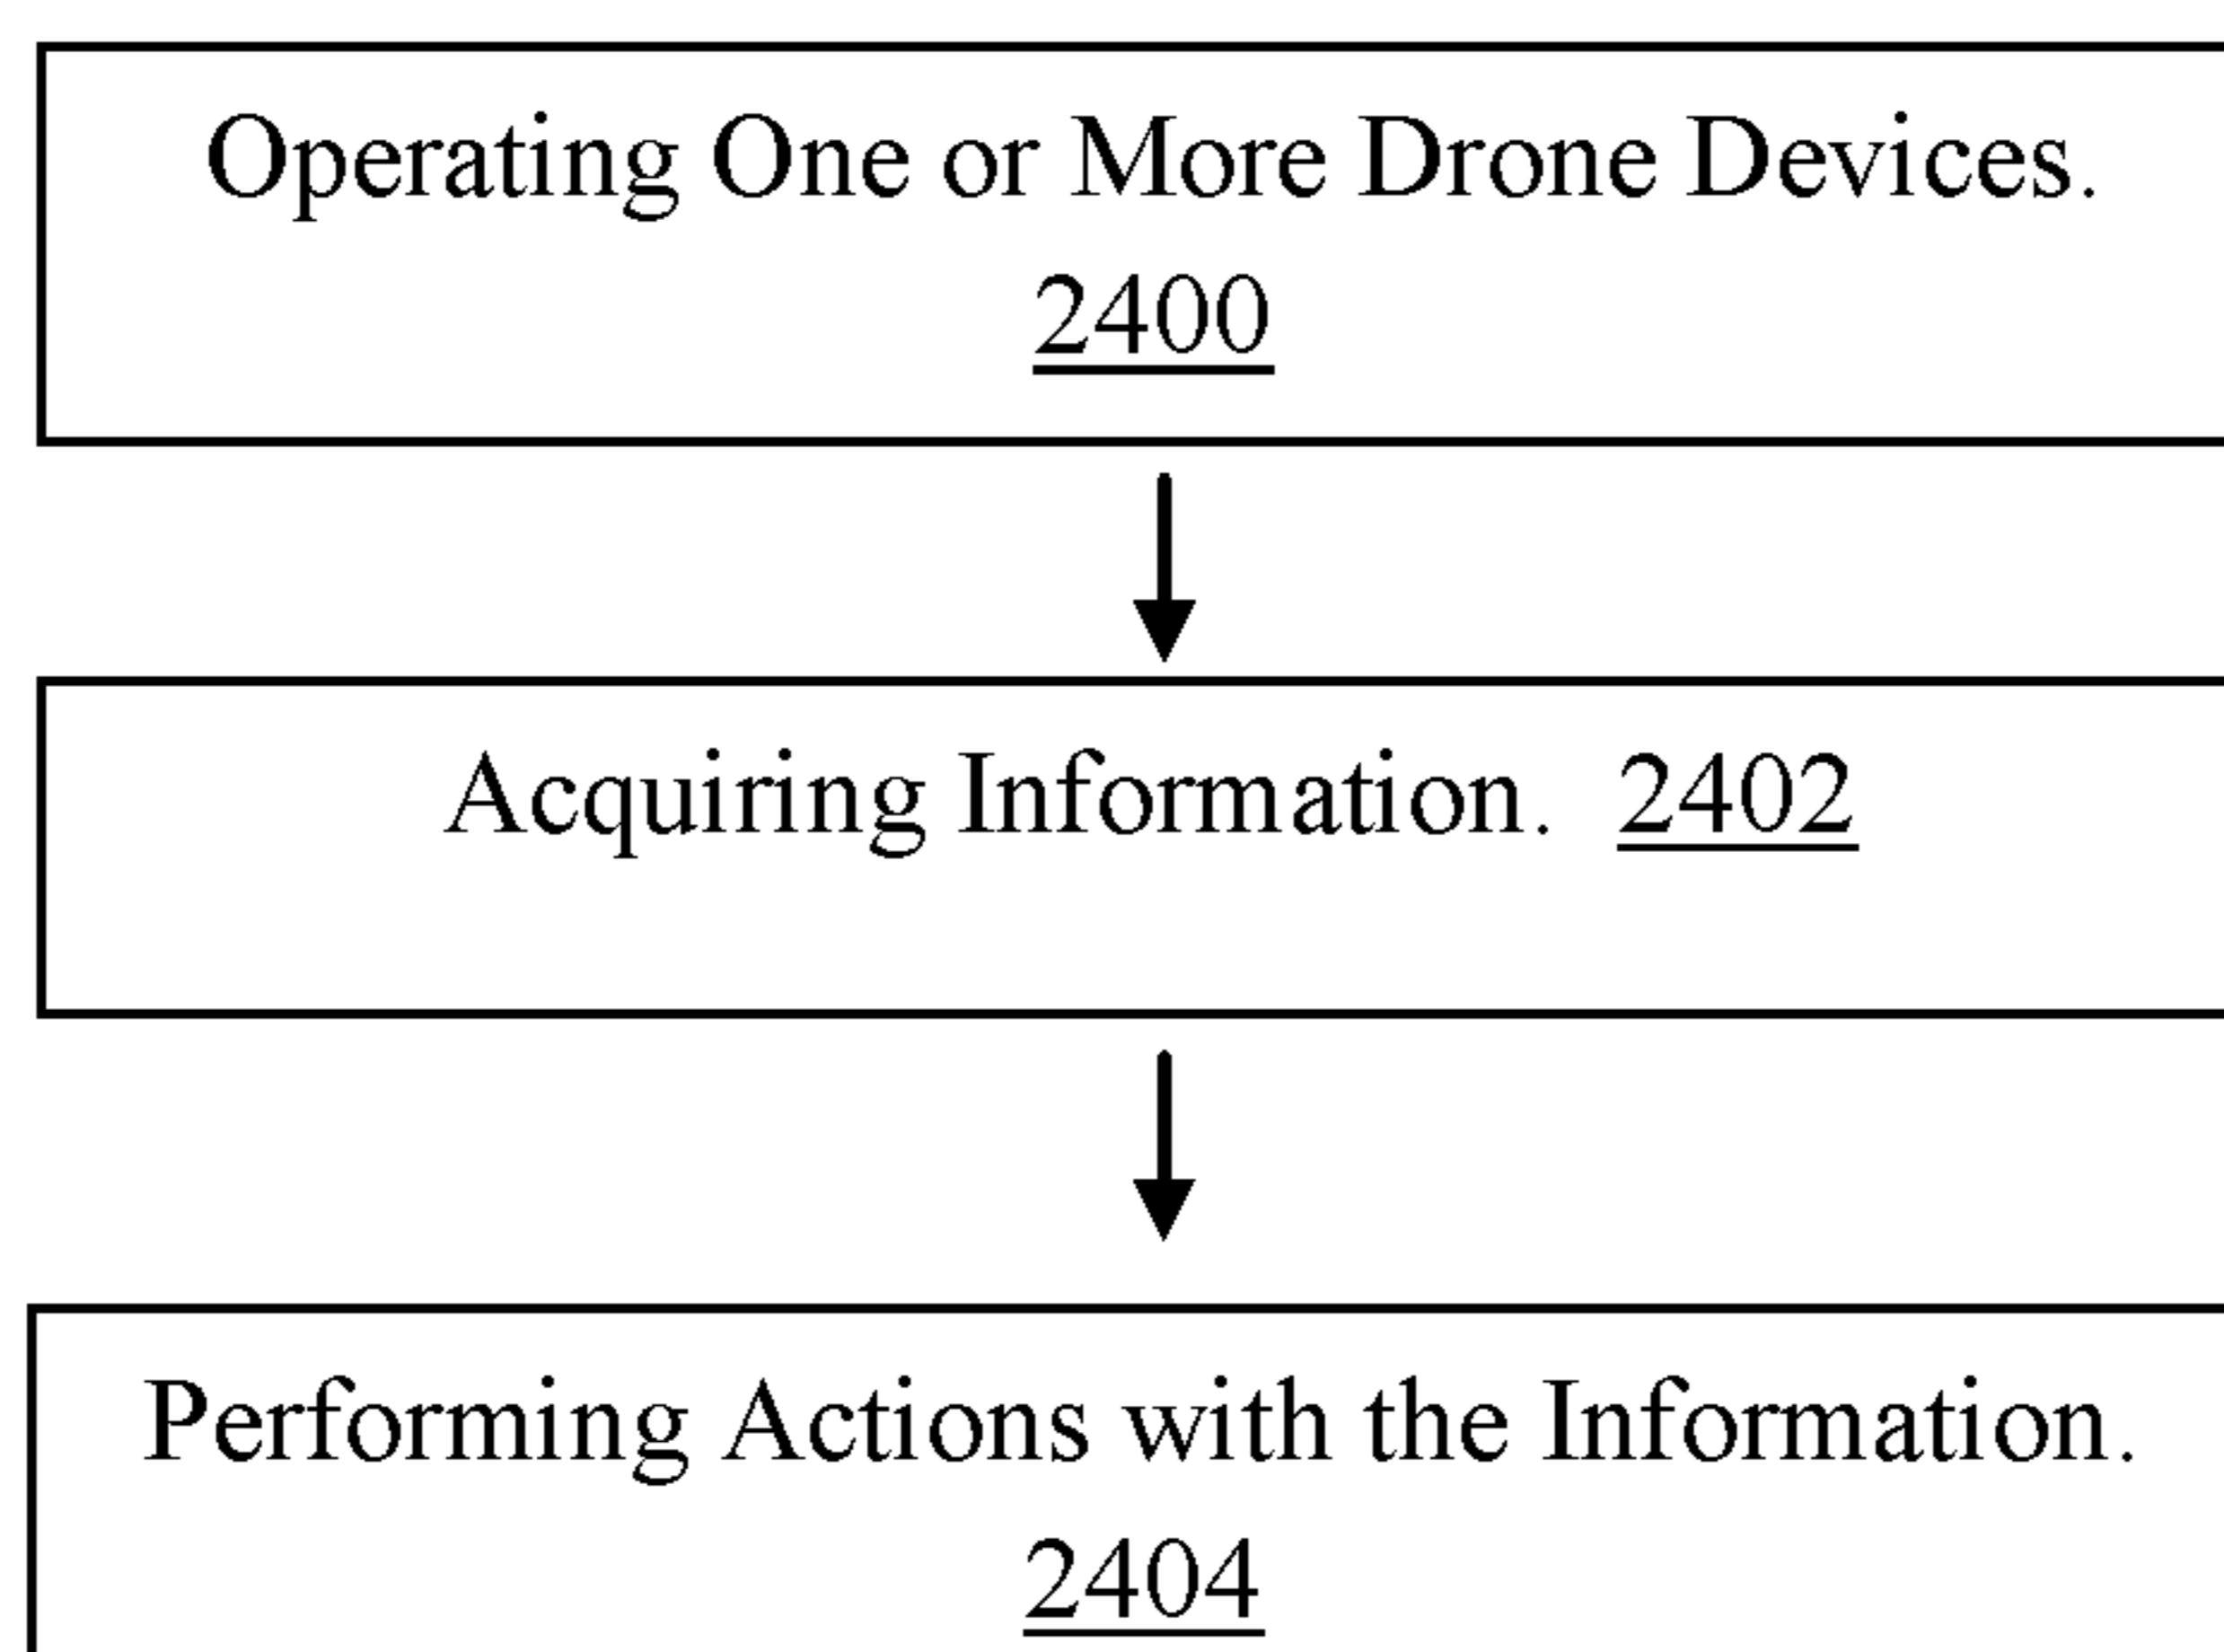 Operating One or More Drone Devices.
2400
Acquiring Information. 2402
Performing Actions with the Information.
2404